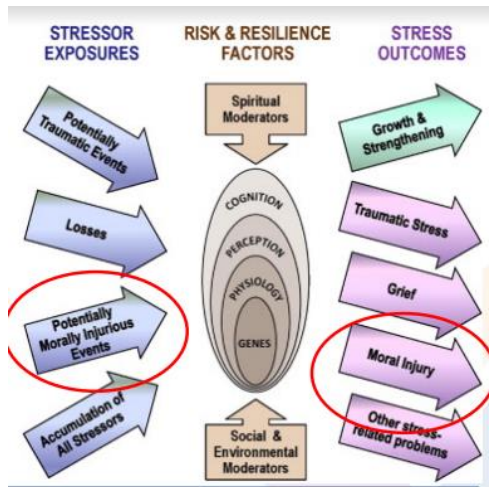 STRESSOR
EXPOSURES
RISK & RESILIENCE
FACTORS
STRESS
OUTCOMES
Potentially
Traumatic Events
Losses
Potentially
Morally Injurious
Events
Accumulation of
All Stressors
Spiritual
Moderators
COGNITION
PERCEPTION
PHYSIOLOGY
GENES
Social &
Environmental
Moderators
Growth &
Strengthening
Traumatic Stress
Grief
Moral Injury
Other stress-
related problems